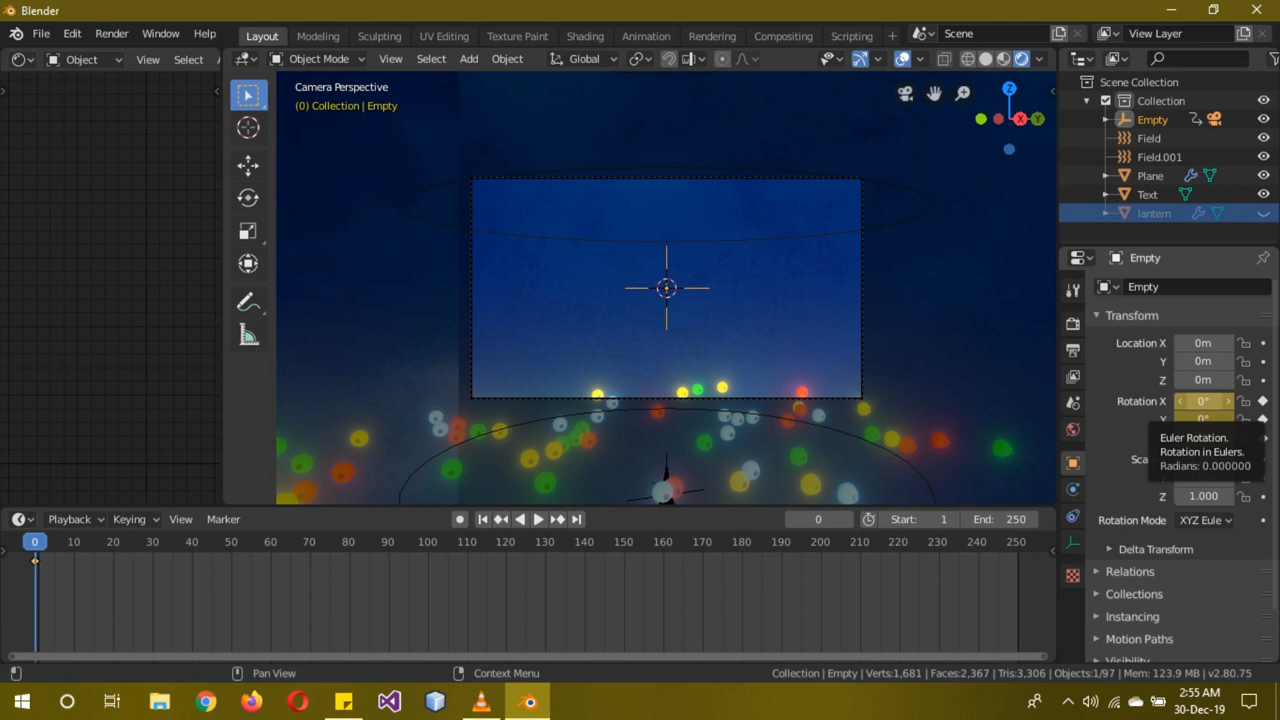 Blender
File Edit Render Window Help
Layout Modeling Sculpting UV Editing Texture Paint Shading Animation Rendering Compositing Scripting
Scene
View Layer
Object View Select
Object Mode View Select Add Object Global
Camera Perspective
(0) Collection | Empty
Z
X
Y
Scene Collection
Collection
Empty
Field
Field.001
Plane
Text
lantern
Empty
Empty
Transform
Location X 0m
Y 0m
Z 0m
Rotation X 0°
Y 0°
Euler Rotation.
Rotation in Eulers.
Radians: 0.000000
Sca
Z 1.000
Rotation Mode XYZ Eule
Delta Transform
Relations
Collections
Instancing
Motion Paths
Visibility
Playback Keying View Marker
0 Start: 1 End: 250
0 10 20 30 40 50 60 70 80 90 100 110 120 130 140 150 160 170 180 190 200 210 220 230 240 250
Pan View
Context Menu
Collection | Empty | Verts:1,681 | Faces:2,367 | Tris:3,306 | Objects:1/97 | Mem: 123.9 MB | v2.80.75
2:55 AM
30-Dec-19